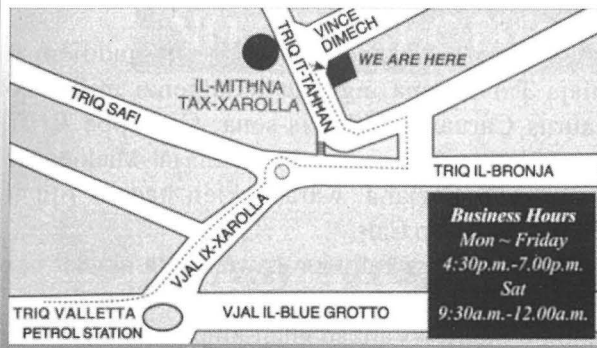 VINCE
DIMECH
TRIQ IT-TAHHAN
WE ARE HERE
IL-MITHNA
TAX-XAROLLA
TRIQ SAFI
TRIQ IL-BRONJA
VJAL IX-XAROLLA
Business Hours
Mon ~ Friday
4:30p.m.-7.00p.m.
Sat
9:30a.m.-12.00a.m.
TRIQ VALLETTA
PETROL STATION
VJAL IL-BLUE GROTTO